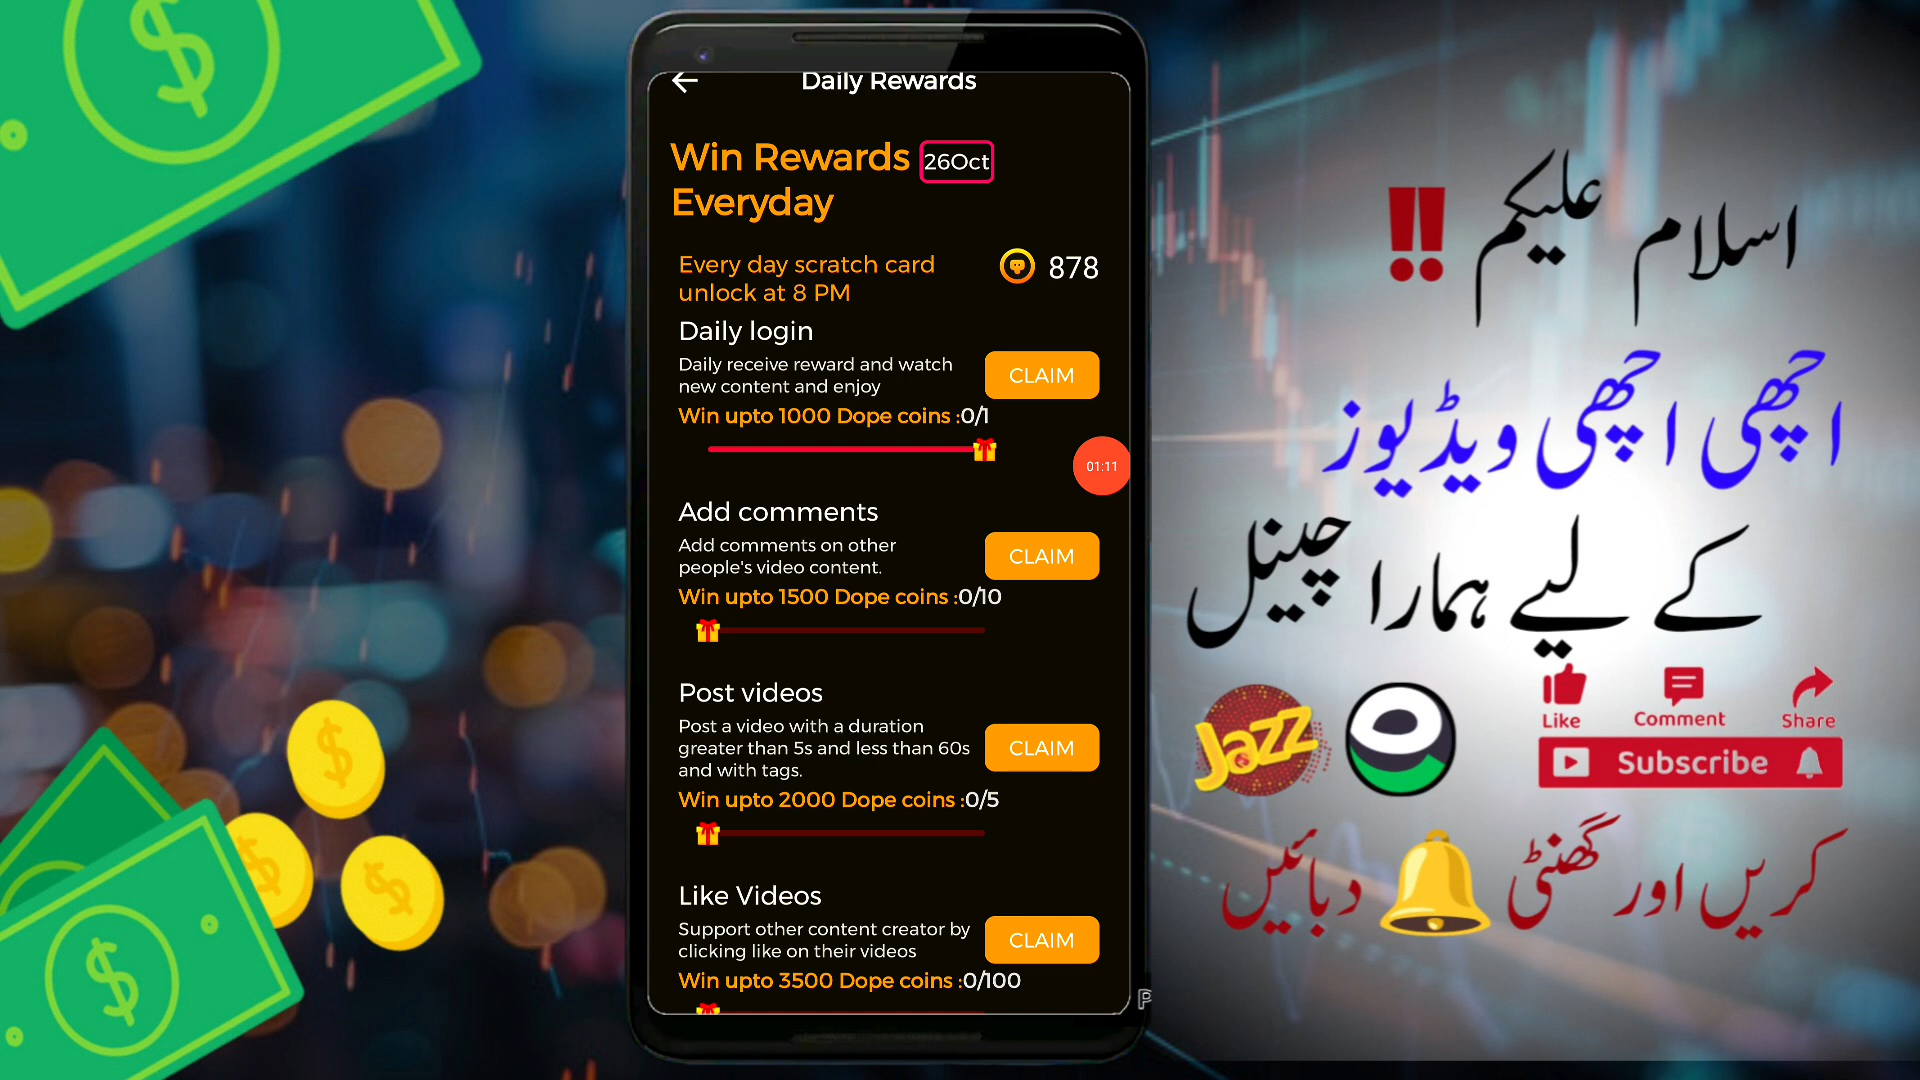 Daily Rewards
Win Rewards 26Oct
Everyday
Every day scratch card
unlock at 8 PM
878
Daily login
Daily receive reward and watch
new content and enjoy
CLAIM
Win upto 1000 Dope coins :0/1
01:11
Add comments
Add comments on other
people's video content.
CLAIM
Win upto 1500 Dope coins :0/10
Post videos
Post a video with a duration
greater than 5s and less than 60s
and with tags.
CLAIM
Win upto 2000 Dope coins :0/5
Like Videos
Support other content creator by
clicking like on their videos
CLAIM
Win upto 3500 Dope coins :0/100
P
اسلام علیکم ‼
اچھی اچھی ویڈیوز
کے لیے ہمارا چینل
Jazz
Like Comment Share
Subscribe
کریں اور گھنٹی دبائیں